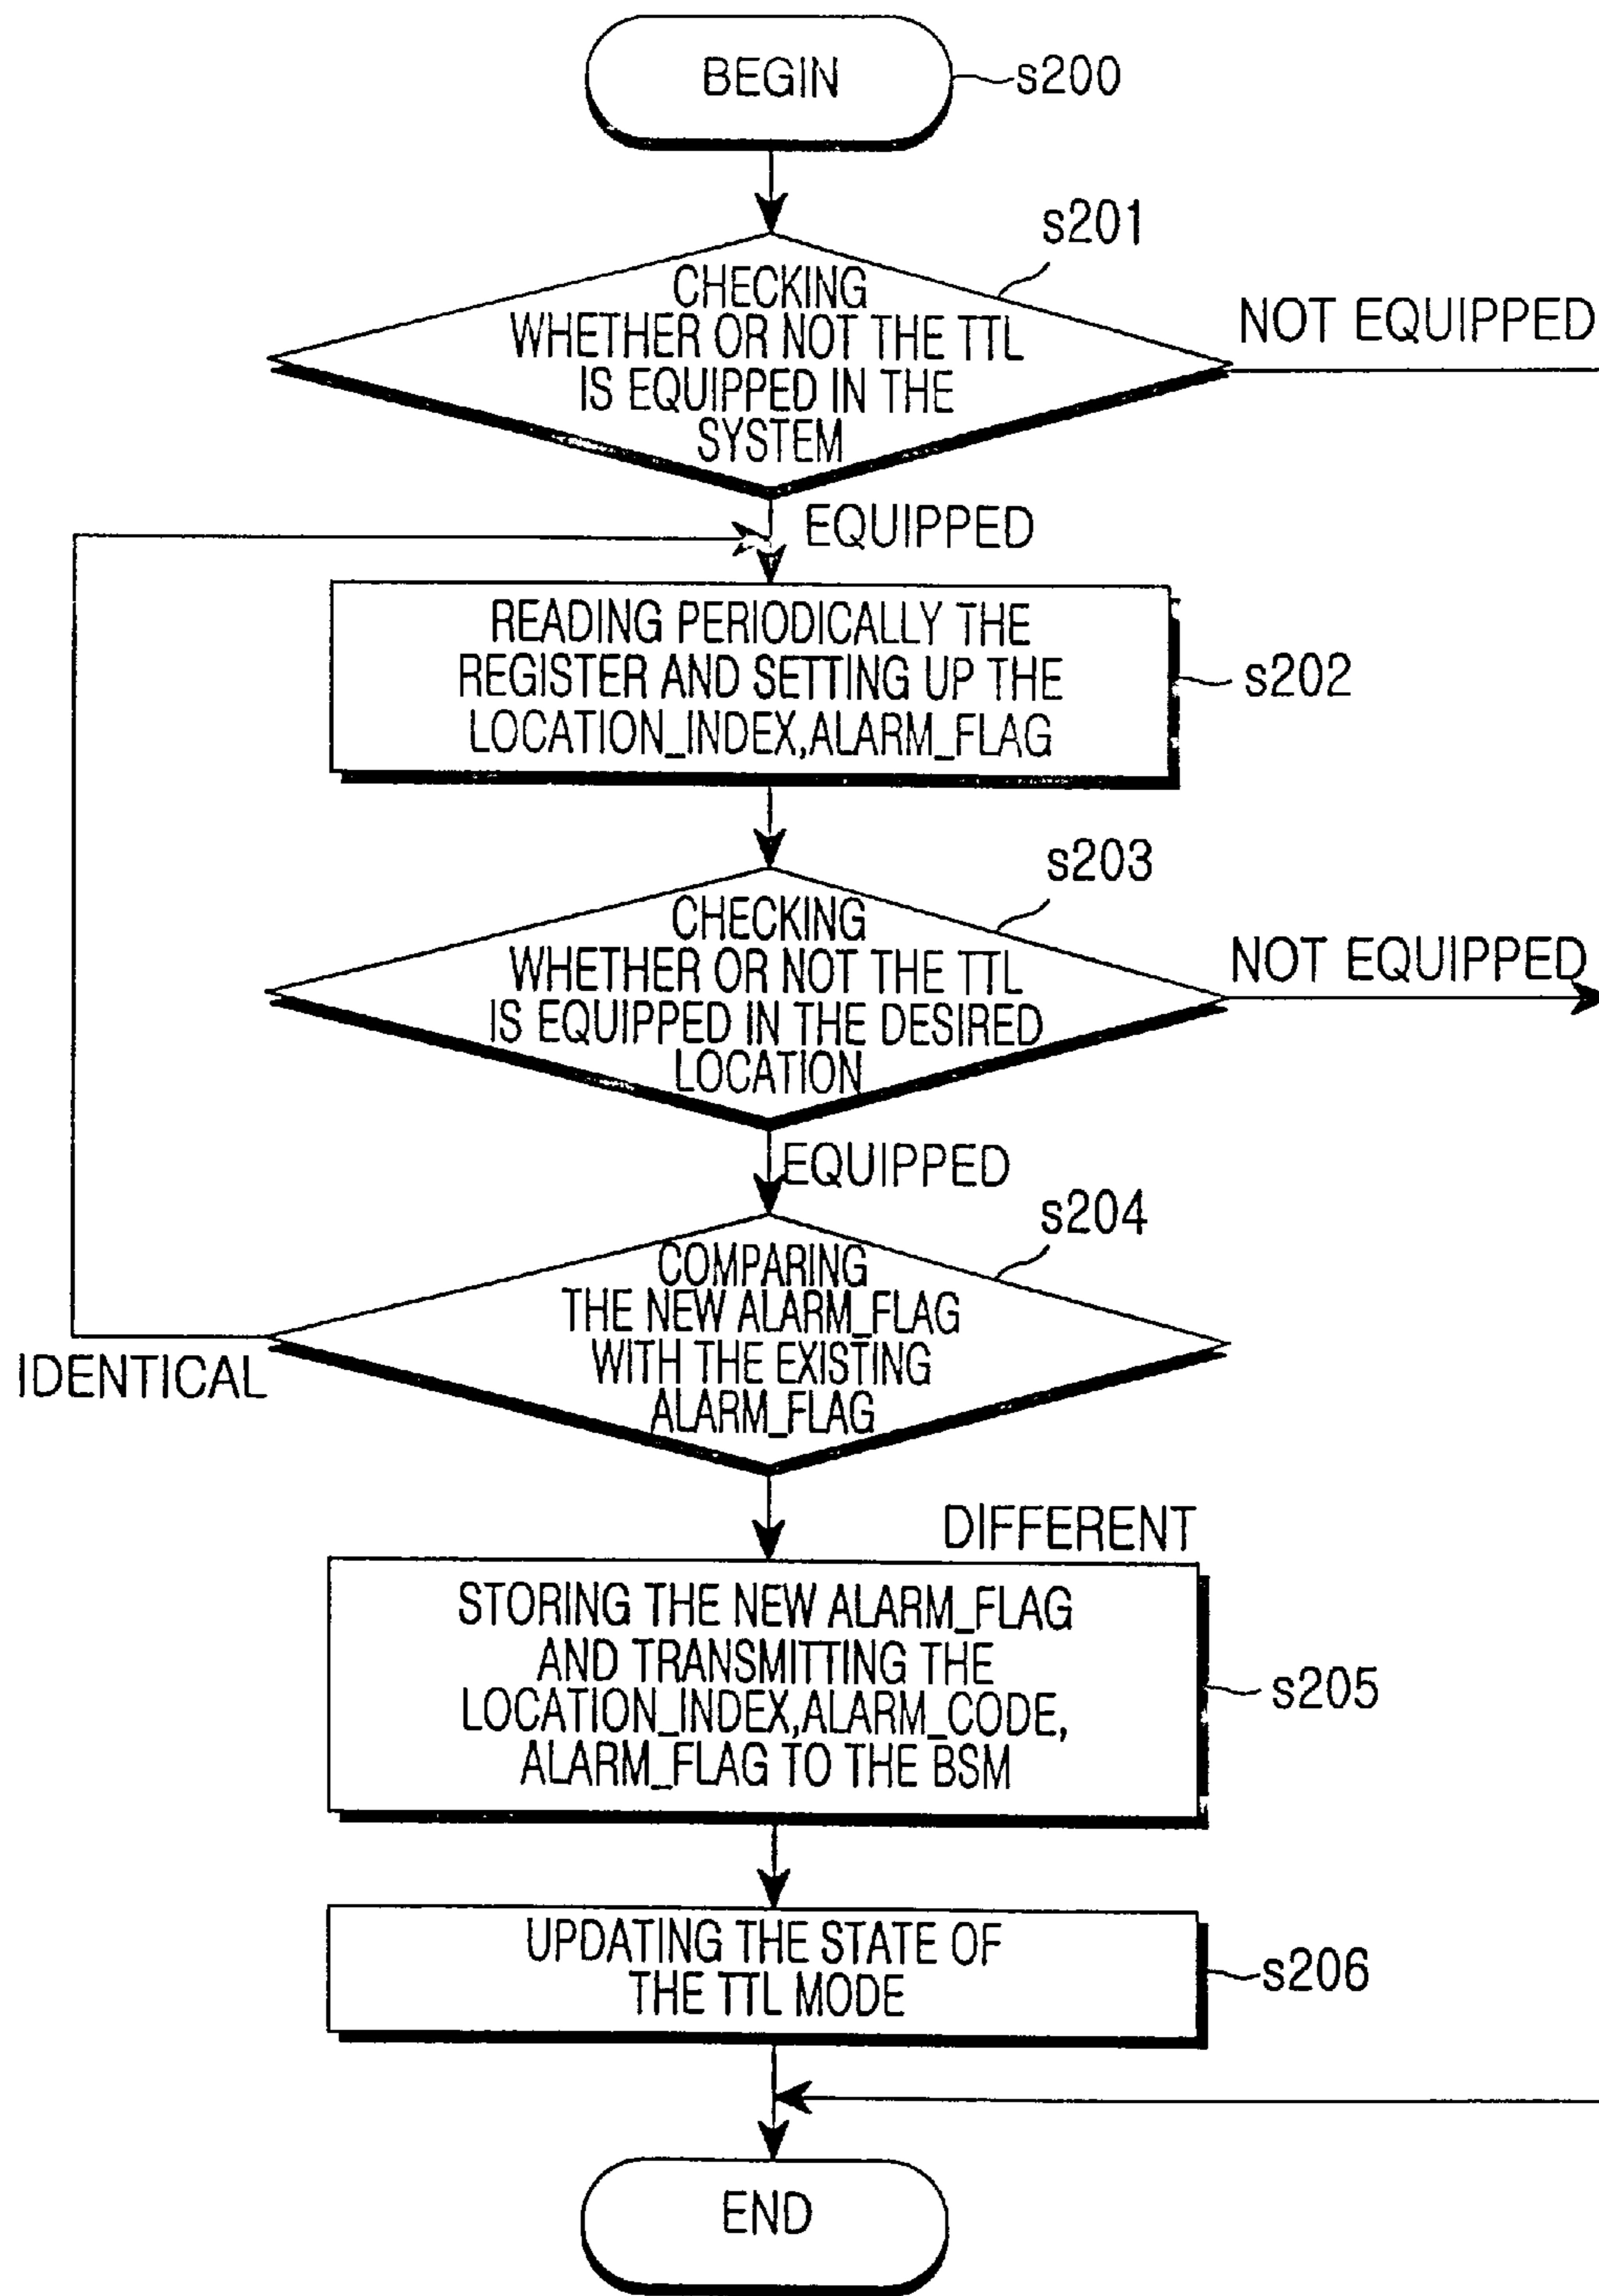 BEGIN
s200
s201
CHECKING
WHETHER OR NOT THE TTL
IS EQUIPPED IN THE
SYSTEM
NOT EQUIPPED
EQUIPPED
READING PERIODICALLY THE
REGISTER AND SETTING UP THE
LOCATION_INDEX,ALARM_FLAG
s202
s203
CHECKING
WHETHER OR NOT THE TTL
IS EQUIPPED IN THE DESIRED
LOCATION
NOT EQUIPPED
EQUIPPED
s204
COMPARING
THE NEW ALARM_FLAG
WITH THE EXISTING
ALARM_FLAG
IDENTICAL
DIFFERENT
STORING THE NEW ALARM_FLAG
AND TRANSMITTING THE
LOCATION_INDEX,ALARM_CODE,
ALARM_FLAG TO THE BSM
s205
UPDATING THE STATE OF
THE TTL MODE
s206
END